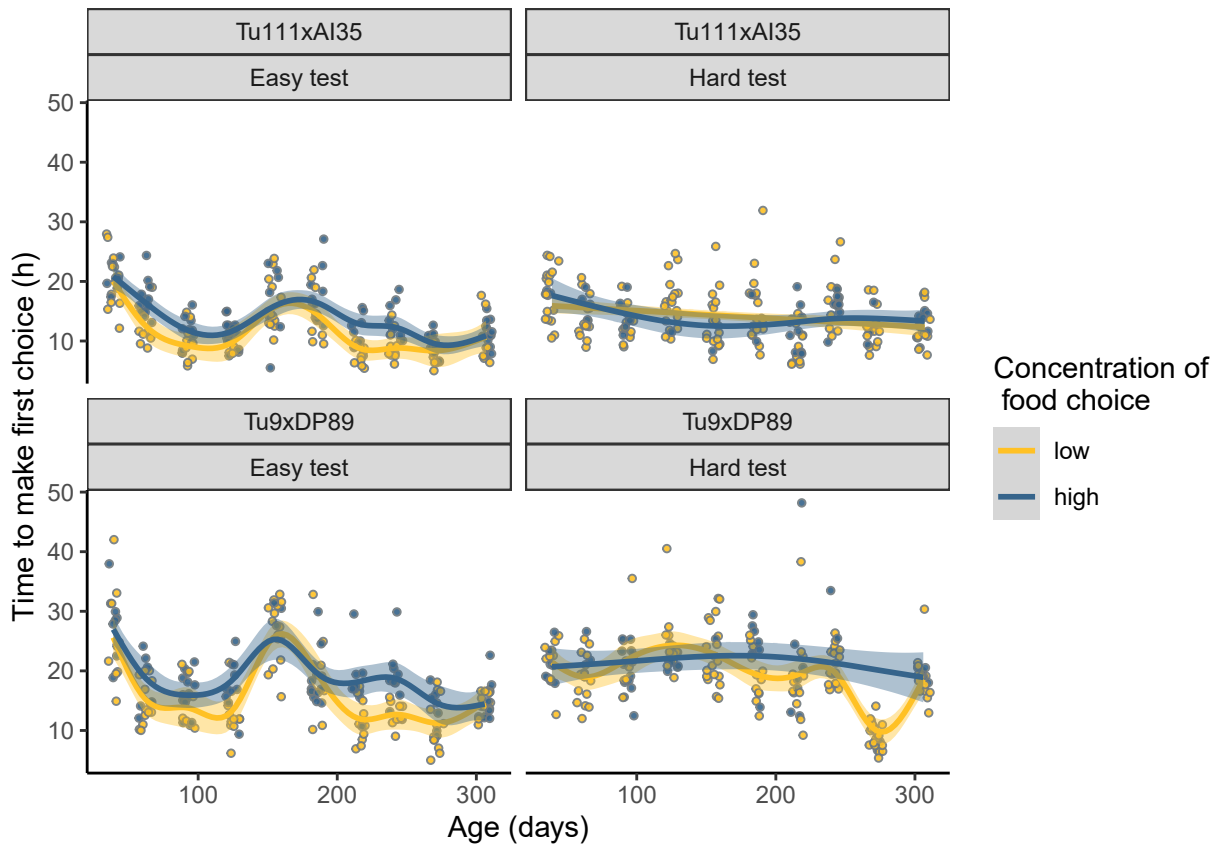 Tu111xAI35
Tu111xAI35
Easy test
Hard test
50
40
30
20
10
Tu9xDP89
Tu9xDP89
Easy test
Hard test
50
40
30
20
10
100
200
300
100
200
300
Age (days)
Time to make first choice (h)
Concentration of
food choice
low
high